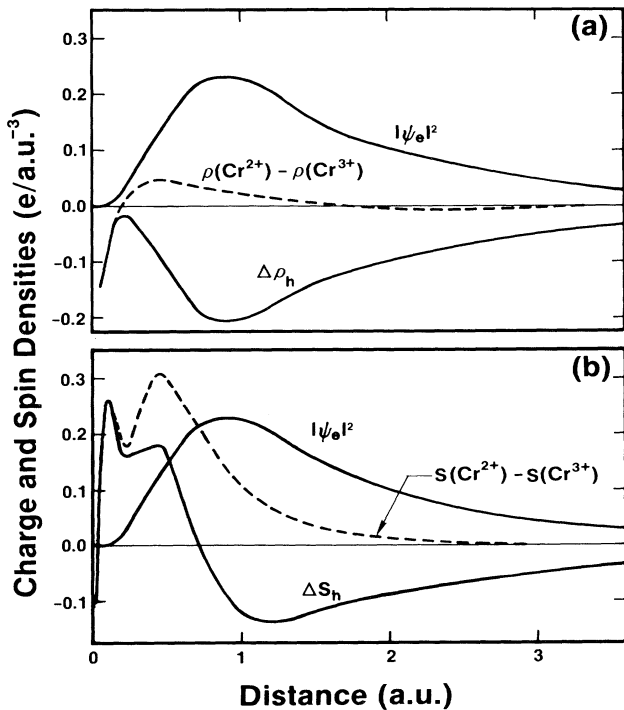 Charge and Spin Densities (e/a.u.⁻³)
(a)
0.3
0.2
0.1
0.0
-0.1
-0.2
|ψₑ|²
ρ(Cr²⁺) – ρ(Cr³⁺)
Δρₕ
(b)
0.3
0.2
0.1
0.0
-0.1
|ψₑ|²
S(Cr²⁺) – S(Cr³⁺)
ΔSₕ
0
1
2
3
Distance (a.u.)